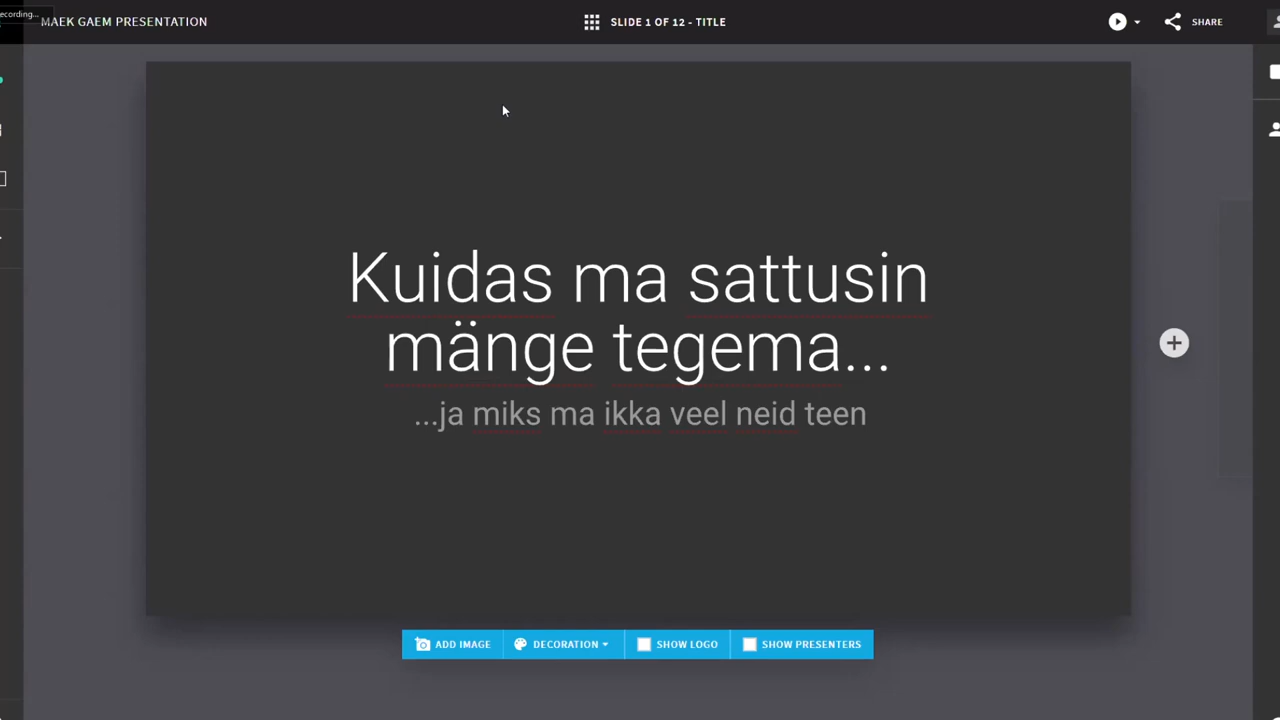 ecording...
MAEK GAEM PRESENTATION
SLIDE 1 OF 12 - TITLE
SHARE
Kuidas ma sattusin
mänge tegema...
...ja miks ma ikka veel neid teen
ADD IMAGE
DECORATION
SHOW LOGO
SHOW PRESENTERS